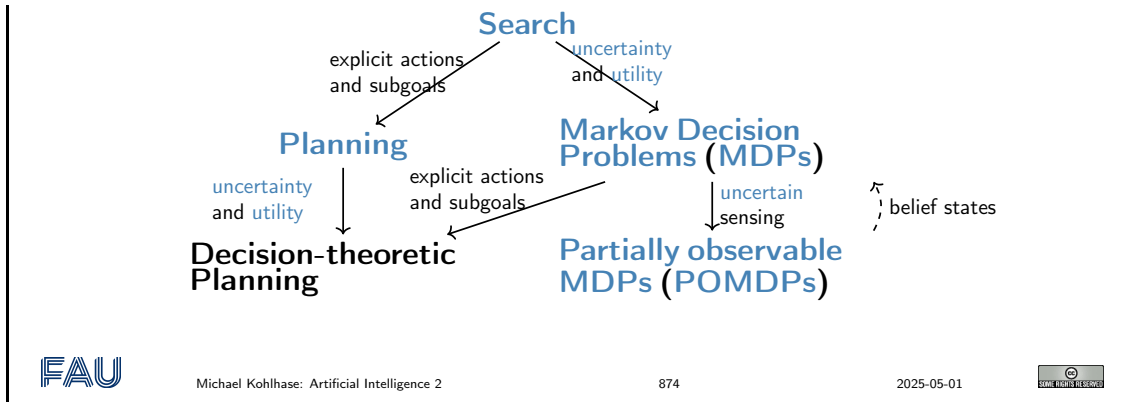 Search
explicit actions
and subgoals
uncertainty
and utility
Planning
Markov Decision
Problems (MDPs)
uncertainty
and utility
explicit actions
and subgoals
uncertain
sensing
belief states
Decision-theoretic
Planning
Partially observable
MDPs (POMDPs)
FAU
Michael Kohlhase: Artificial Intelligence 2
874
2025-05-01
cc
SOME RIGHTS RESERVED